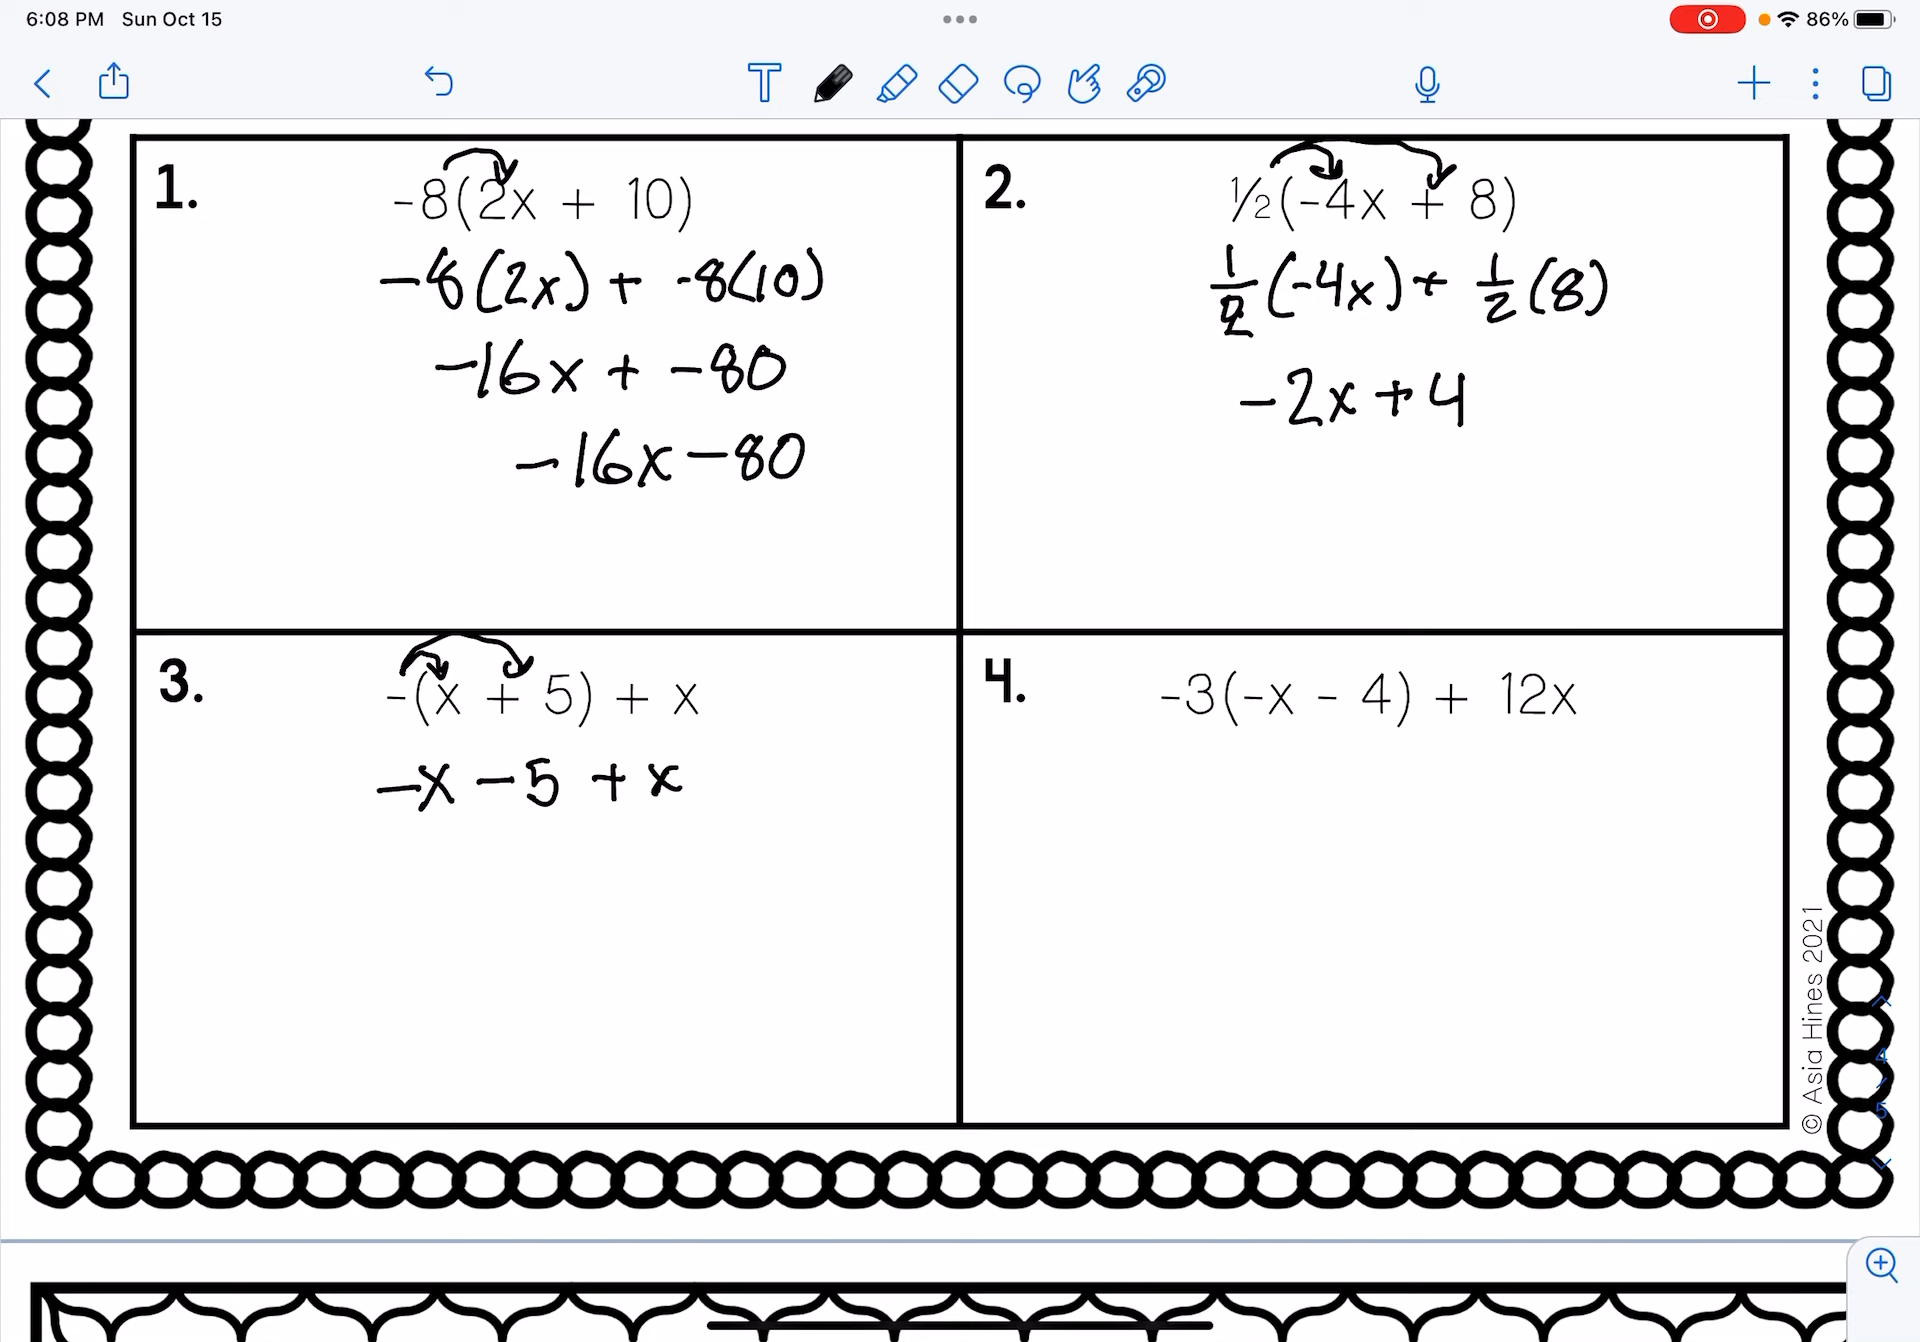 6:08 PM Sun Oct 15
86%
T
1.
-8(2x + 10)
-8(2x) + -8(10)
-16x + -80
-16x - 80
2.
½(-4x + 8)
1/2 (-4x) + 1/2 (8)
-2x + 4
3.
-(x + 5) + x
-x - 5 + x
4.
-3(-x - 4) + 12x
© Asia Hines 2021
4
/
5